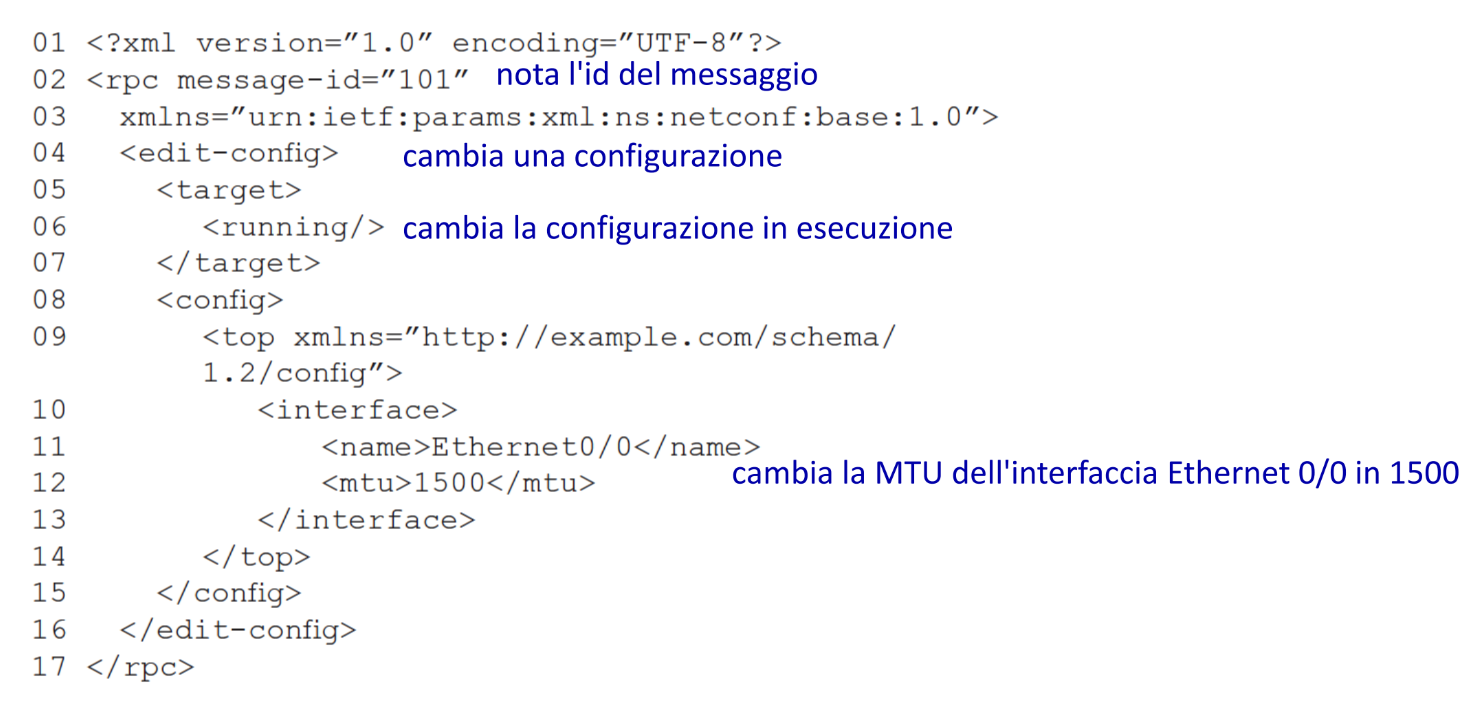 01 <?xml version="1.0" encoding="UTF-8"?>
02 <rpc message-id="101" nota l'id del messaggio
03 xmlns="urn:ietf:params:xml:ns:netconf:base:1.0">
04 <edit-config> cambia una configurazione
05 <target>
06 <running/> cambia la configurazione in esecuzione
07 </target>
08 <config>
09 <top xmlns="http://example.com/schema/
1.2/config">
10 <interface>
11 <name>Ethernet0/0</name>
12 <mtu>1500</mtu> cambia la MTU dell'interfaccia Ethernet 0/0 in 1500
13 </interface>
14 </top>
15 </config>
16 </edit-config>
17 </rpc>